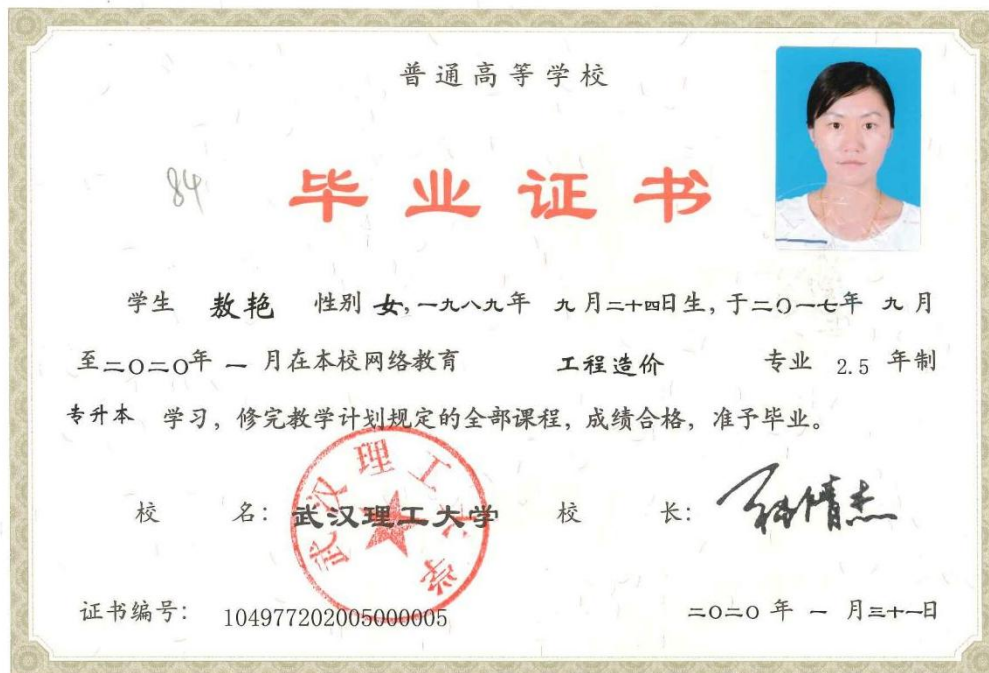 普通高等学校
84
毕业证书
学生 敖艳 性别 女，一九八九年 九月二十四日生，于二〇一七年 九月
至二〇二〇年 一 月在本校网络教育 工程造价 专业 2.5 年制
专升本 学习，修完教学计划规定的全部课程，成绩合格，准予毕业。
校 名：武汉理工大学 校 长：
武汉理工大学
证书编号： 104977202005000005 二〇二〇 年 一 月三十一日